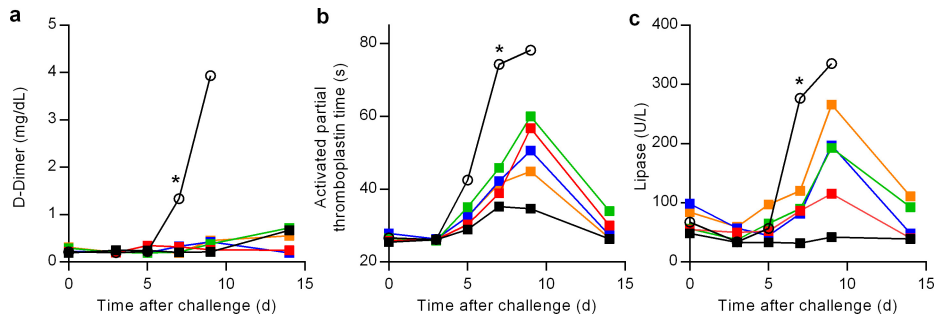 a
D-Dimer (mg/dL)
5
4
3
2
1
0
*
0 5 10 15
Time after challenge (d)
b
Activated partial
thromboplastin time (s)
80
60
40
20
*
0 5 10 15
Time after challenge (d)
c
Lipase (U/L)
400
300
200
100
0
*
0 5 10 15
Time after challenge (d)